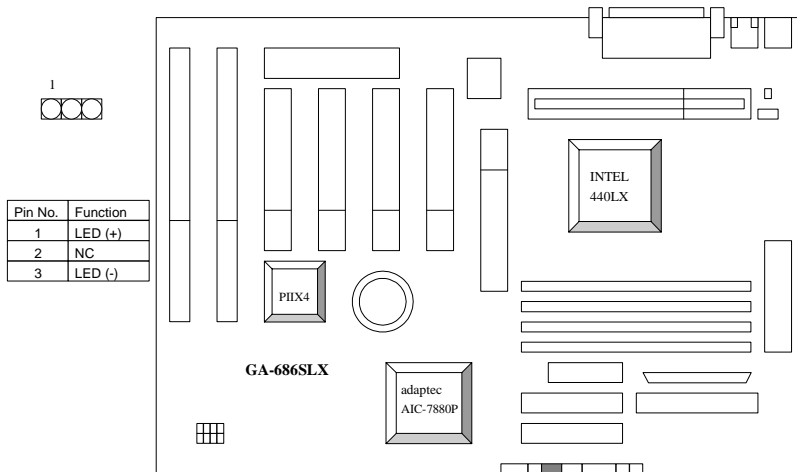 1
Pin No. Function
1 LED (+)
2 NC
3 LED (-)
INTEL
440LX
PIIX4
GA-686SLX
adaptec
AIC-7880P